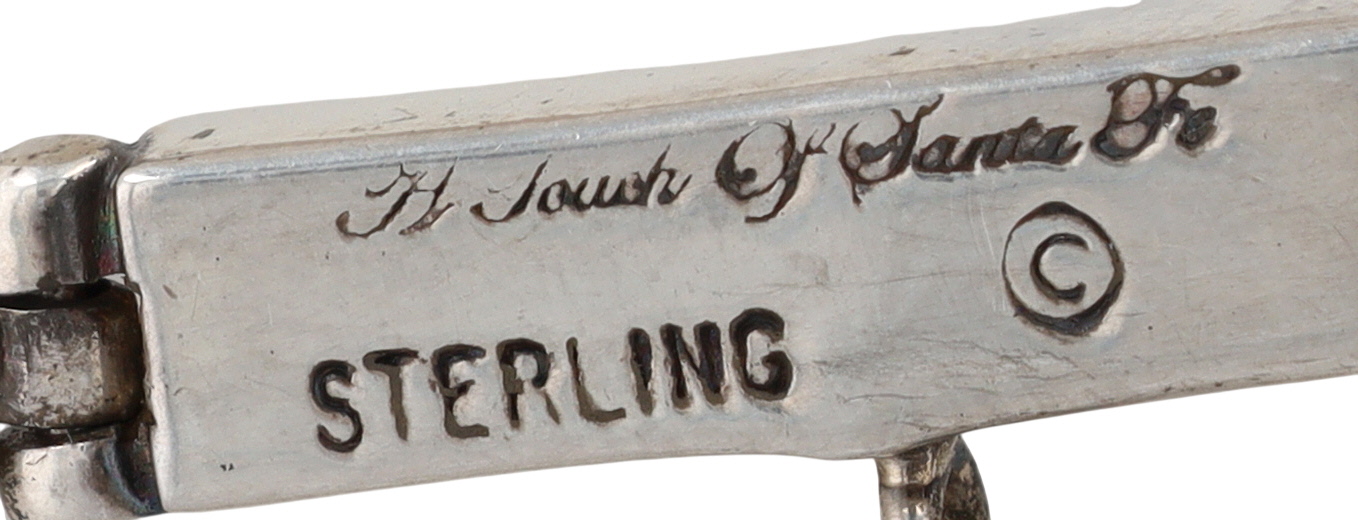 A Touch Of Santa Fe
©
STERLING